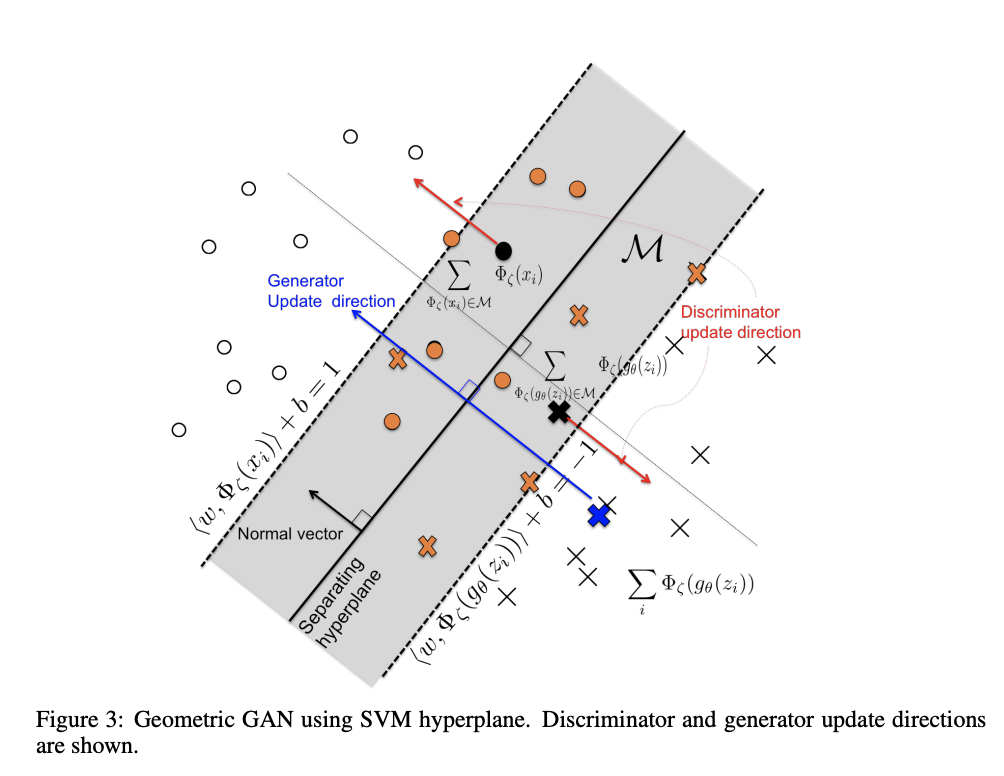 M
Φ_ζ(x_i)
∑
Φ_ζ(x_i)∈M
Generator
Update direction
Discriminator
update direction
∑ Φ_ζ(g_θ(z_i))
Φ_ζ(g_θ(z_i))∈M
⟨w, Φ_ζ(x_i)⟩ + b = 1
⟨w, Φ_ζ(g_θ(z_i))⟩ + b = −1
Normal vector
Separating
hyperplane
∑ Φ_ζ(g_θ(z_i))
i
Figure 3: Geometric GAN using SVM hyperplane. Discriminator and generator update directions
are shown.